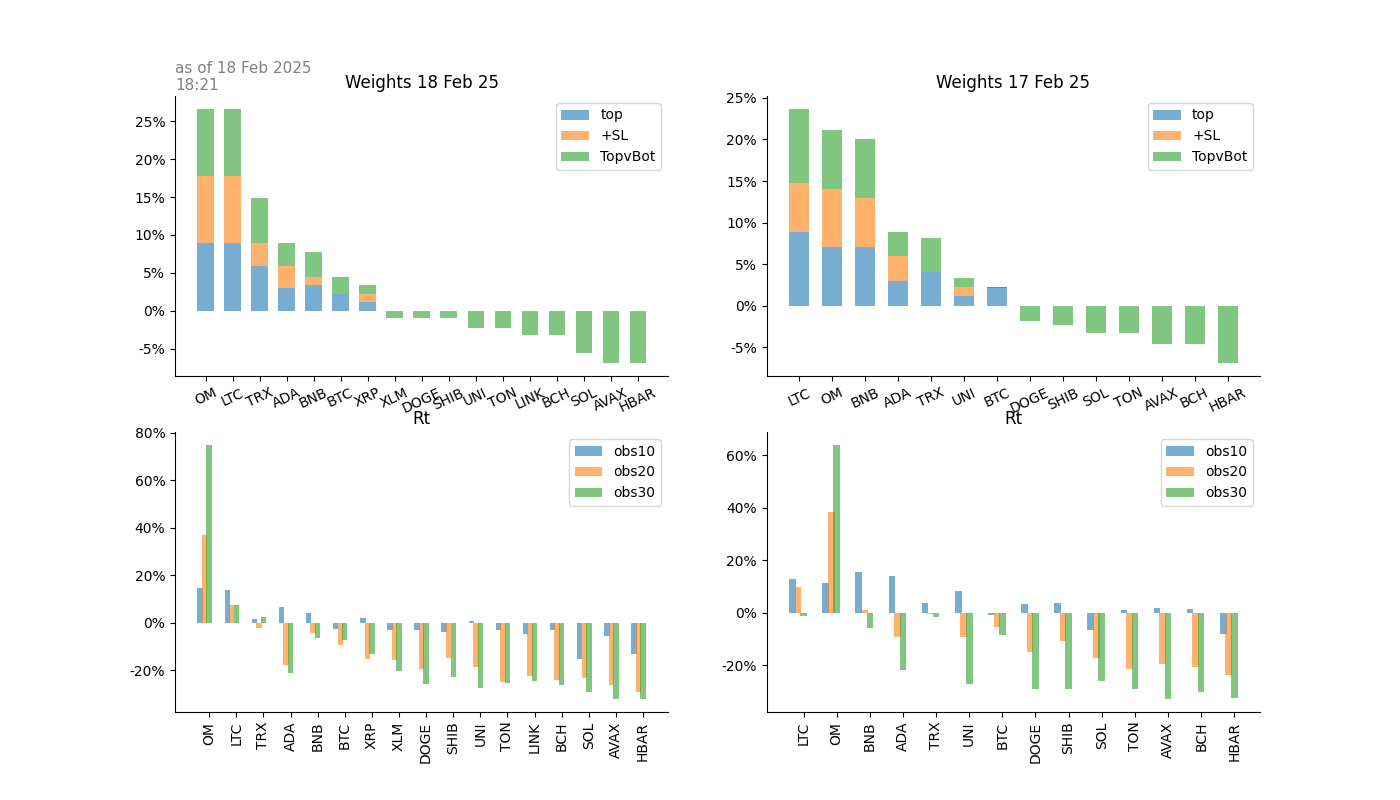 as of 18 Feb 2025
18:21
Weights 18 Feb 25
25%
20%
15%
10%
5%
0%
-5%
top
+SL
TopvBot
OM LTC TRX ADA BNB BTC XRP XLM DOGE SHIB UNI TON LINK BCH SOL AVAX HBAR
Weights 17 Feb 25
25%
20%
15%
10%
5%
0%
-5%
top
+SL
TopvBot
LTC OM BNB ADA TRX UNI BTC DOGE SHIB SOL TON AVAX BCH HBAR
Rt
80%
60%
40%
20%
0%
-20%
obs10
obs20
obs30
OM LTC TRX ADA BNB BTC XRP XLM DOGE SHIB UNI TON LINK BCH SOL AVAX HBAR
Rt
60%
40%
20%
0%
-20%
obs10
obs20
obs30
LTC OM BNB ADA TRX UNI BTC DOGE SHIB SOL TON AVAX BCH HBAR